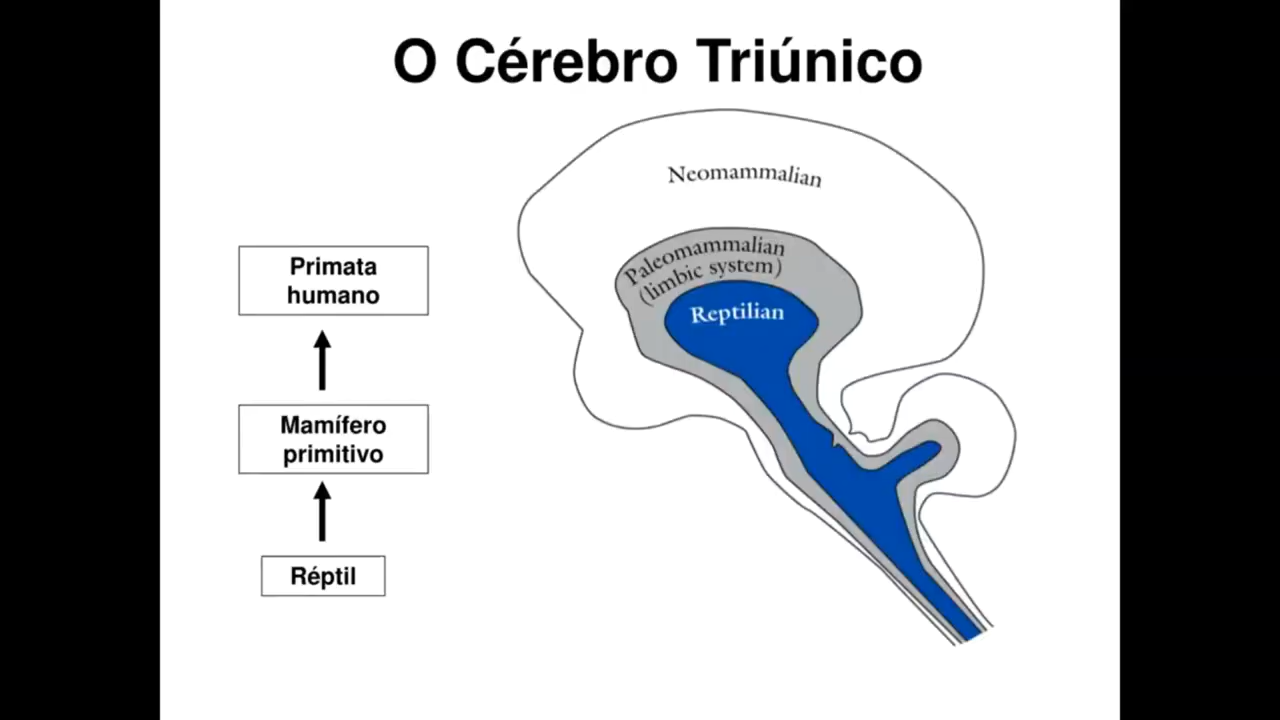 O Cérebro Triúnico
Neomammalian
Paleomammalian
(limbic system)
Reptilian
Primata
humano
Mamífero
primitivo
Réptil